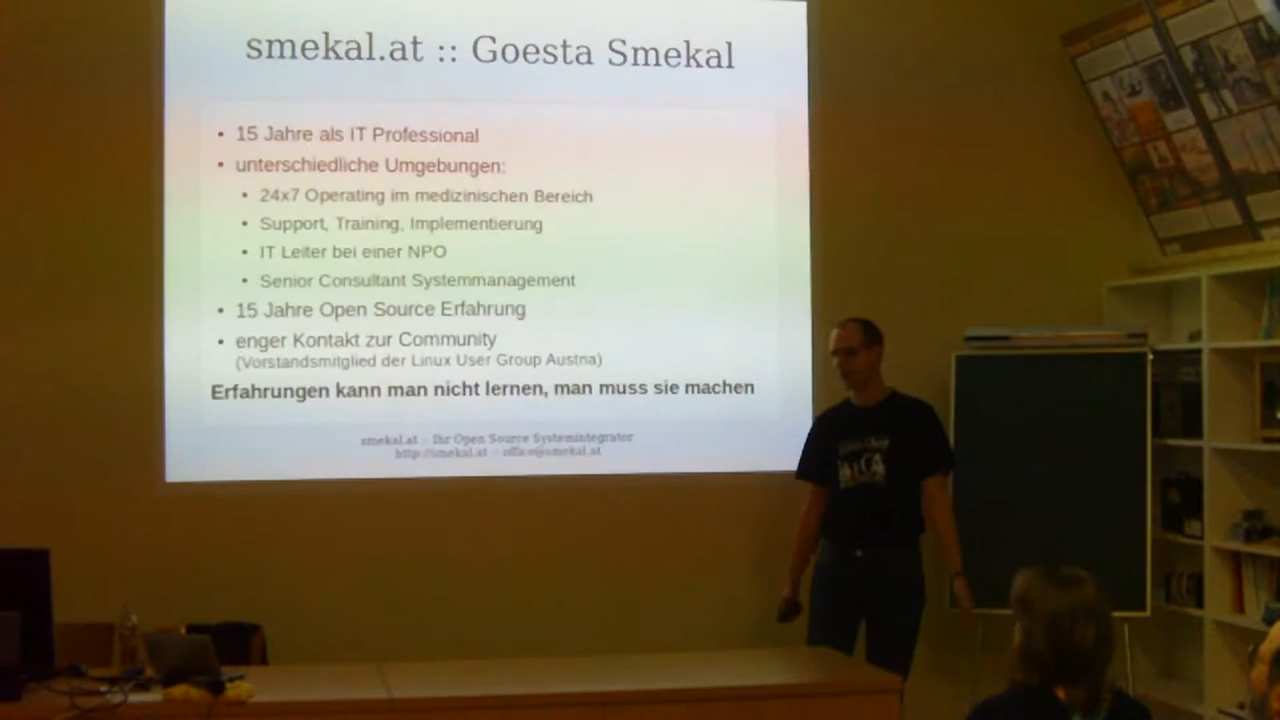 smekal.at :: Goesta Smekal
• 15 Jahre als IT Professional
• unterschiedliche Umgebungen:
• 24x7 Operating im medizinischen Bereich
• Support, Training, Implementierung
• IT Leiter bei einer NPO
• Senior Consultant Systemmanagement
• 15 Jahre Open Source Erfahrung
• enger Kontakt zur Community
(Vorstandsmitglied der Linux User Group Austria)
Erfahrungen kann man nicht lernen, man muss sie machen
smekal.at :: Ihr Open Source Systemintegrator
http://smekal.at :: office@smekal.at